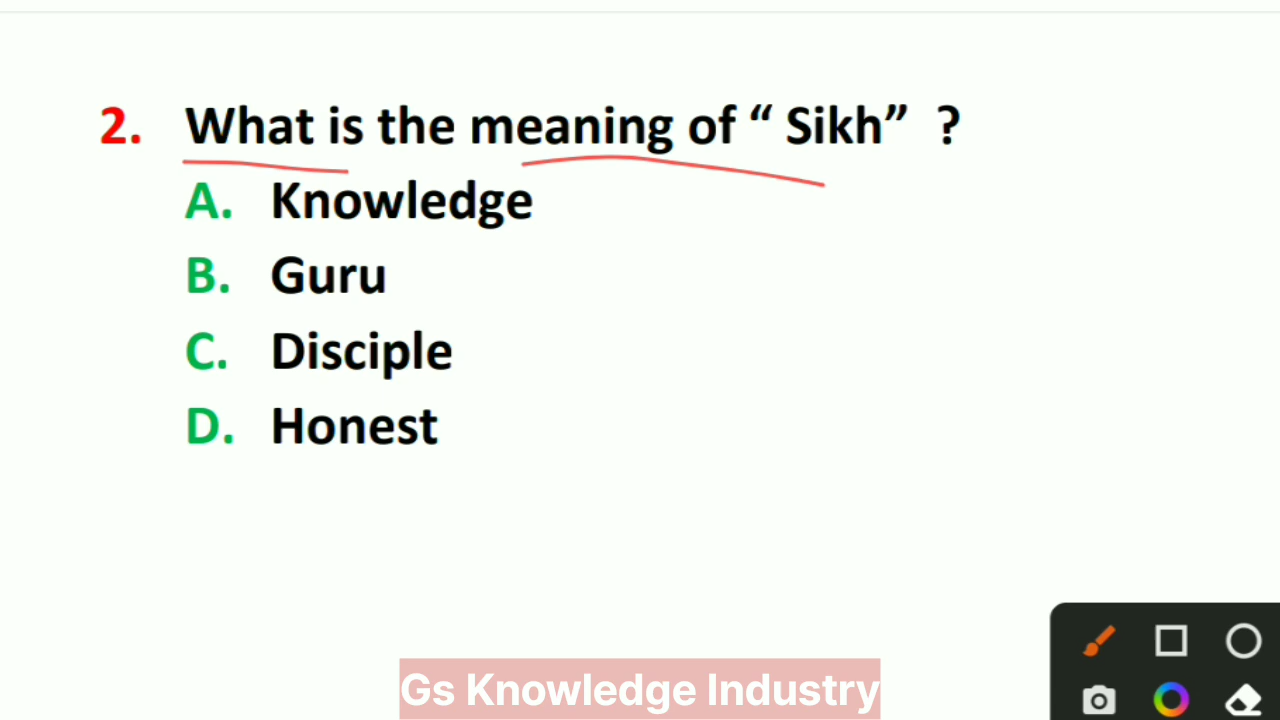 2. What is the meaning of “ Sikh” ?
A. Knowledge
B. Guru
C. Disciple
D. Honest
Gs Knowledge Industry